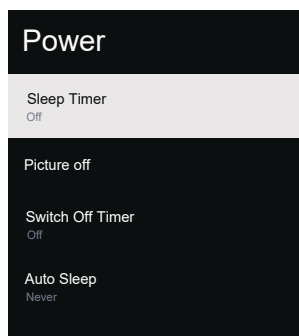 Power
Sleep Timer
Off
Picture off
Switch Off Timer
Off
Auto Sleep
Never